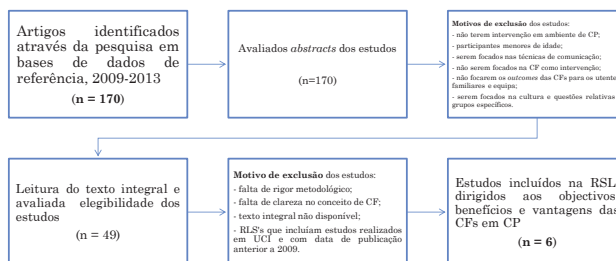 Artigos identificados
através da pesquisa em
bases de dados de
referência, 2009-2013
(n = 170)
Avaliados abstracts dos estudos
(n=170)
Motivos de exclusão dos estudos:
- não terem intervenção em ambiente de CP;
- participantes menores de idade;
- serem focados nas técnicas de comunicação;
- não serem focados na CF como intervenção;
- não focarem os outcomes das CFs para os utente
familiares e equipa;
- serem focados na cultura e questões relativas
grupos específicos.
Leitura do texto integral e
avaliada elegibilidade dos
estudos
(n = 49)
Motivo de exclusão dos estudos:
- falta de rigor metodológico;
- falta de clareza no conceito de CF;
- texto integral não disponível;
- RLS's que incluíam estudos realizados
em UCI e com data de publicação
anterior a 2009.
Estudos incluídos na RSL
dirigidos aos objectivos
benefícios e vantagens das
CFs em CP
(n = 6)